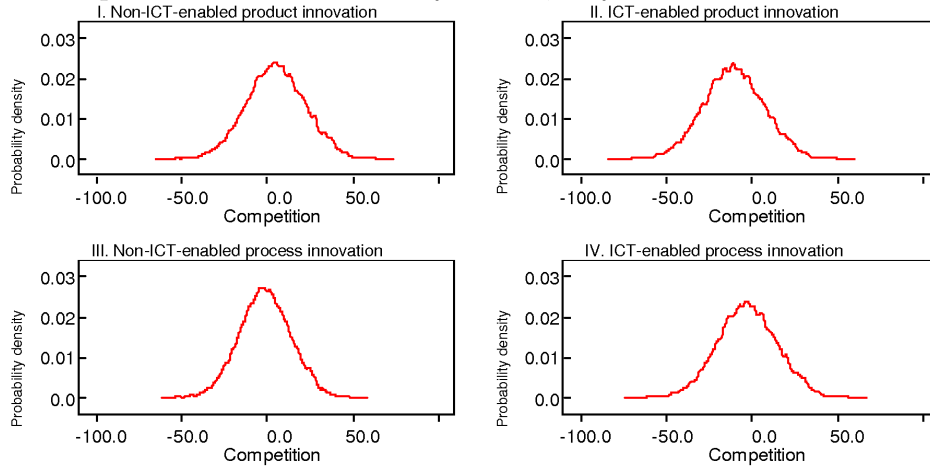 I. Non-ICT-enabled product innovation
Probability density
0.03
0.02
0.01
0.0
-100.0 -50.0 0.0 50.0
Competition
II. ICT-enabled product innovation
Probability density
0.03
0.02
0.01
0.0
-100.0 -50.0 0.0 50.0
Competition
III. Non-ICT-enabled process innovation
Probability density
0.03
0.02
0.01
0.0
-100.0 -50.0 0.0 50.0
Competition
IV. ICT-enabled process innovation
Probability density
0.03
0.02
0.01
0.0
-100.0 -50.0 0.0 50.0
Competition